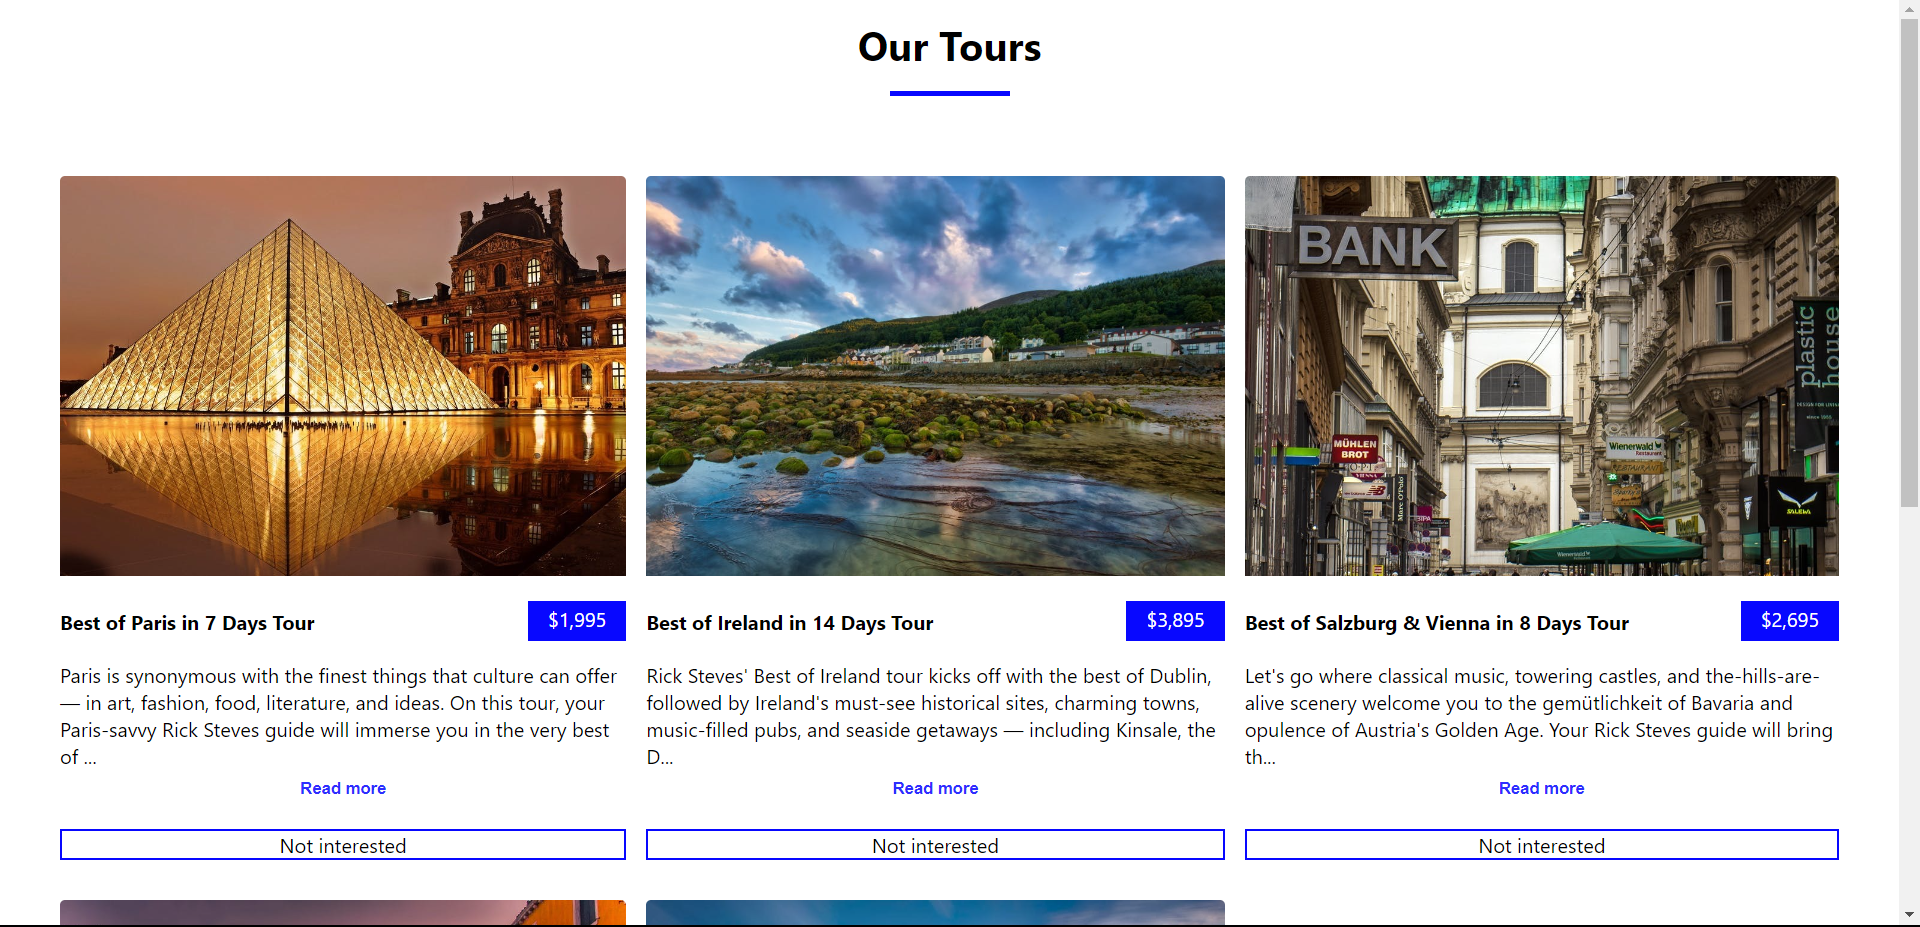 Our Tours
BANK
plastic
house
MÜHLEN
BROT
Wienerwald
Restaurant
RESTAURANT
Marc O'Polo
BIPA
SALEWA
Wienerwald
Best of Paris in 7 Days Tour
$1,995
Paris is synonymous with the finest things that culture can offer
— in art, fashion, food, literature, and ideas. On this tour, your
Paris-savvy Rick Steves guide will immerse you in the very best
of ...
Read more
Not interested
Best of Ireland in 14 Days Tour
$3,895
Rick Steves' Best of Ireland tour kicks off with the best of Dublin,
followed by Ireland's must-see historical sites, charming towns,
music-filled pubs, and seaside getaways — including Kinsale, the
D...
Read more
Not interested
Best of Salzburg & Vienna in 8 Days Tour
$2,695
Let's go where classical music, towering castles, and the-hills-are-
alive scenery welcome you to the gemütlichkeit of Bavaria and
opulence of Austria's Golden Age. Your Rick Steves guide will bring
th...
Read more
Not interested